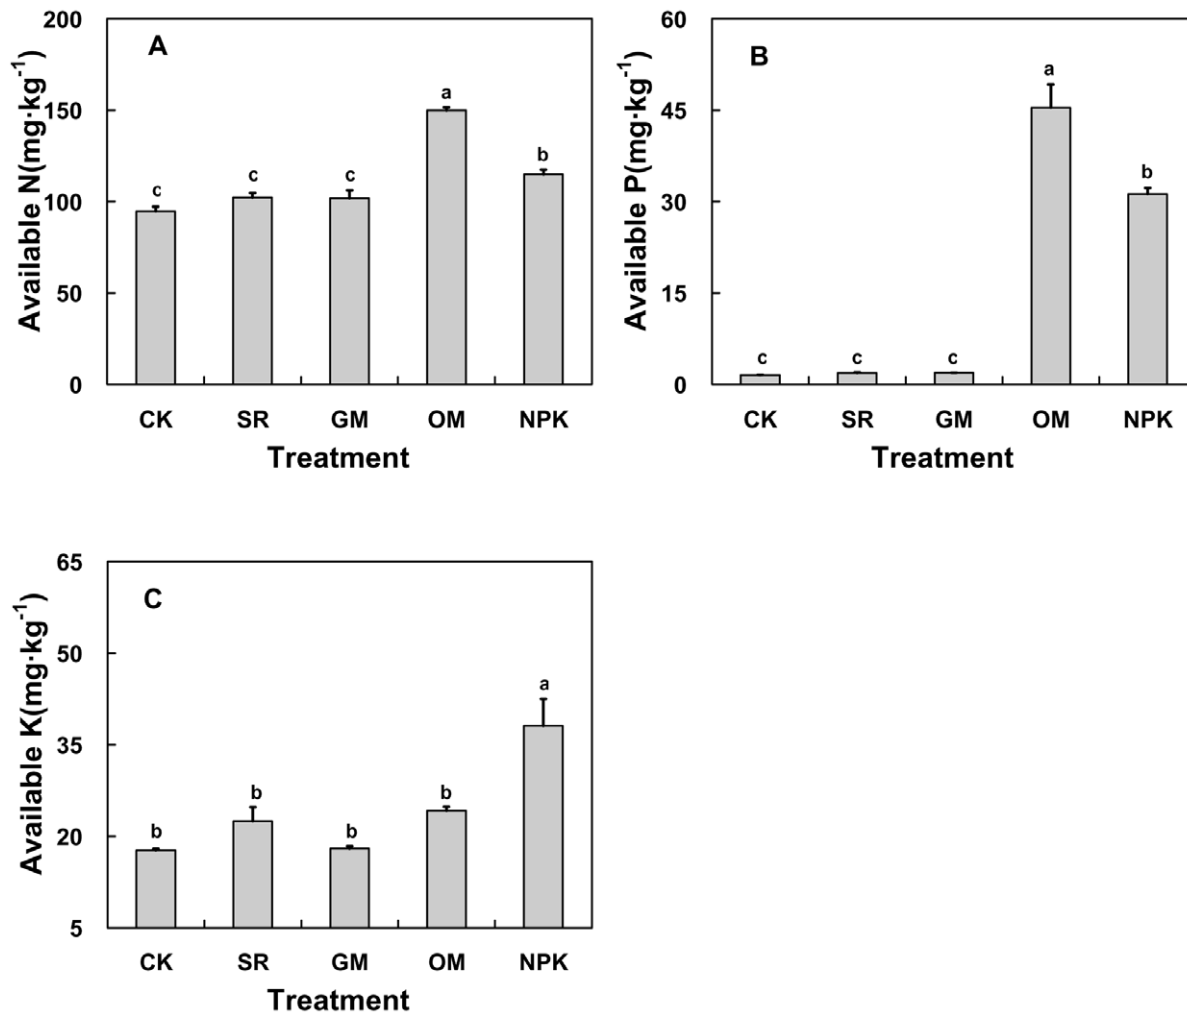 A
Available N(mg·kg-1)
200
150
100
50
0
c
c
c
a
b
CK SR GM OM NPK
Treatment
B
Available P(mg·kg-1)
60
45
30
15
0
c
c
c
a
b
CK SR GM OM NPK
Treatment
C
Available K(mg·kg-1)
65
50
35
20
5
b
b
b
b
a
CK SR GM OM NPK
Treatment